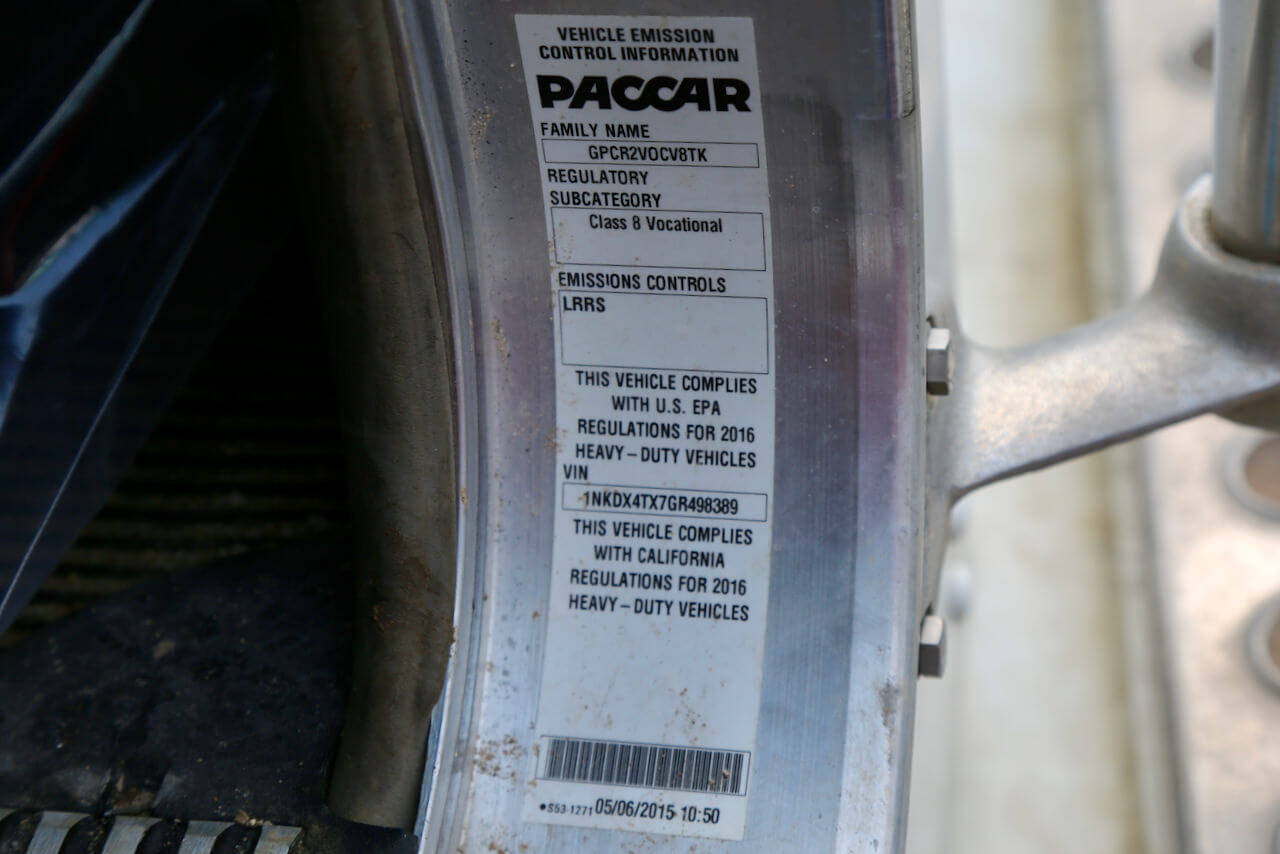 VEHICLE EMISSION
CONTROL INFORMATION
PACCAR
FAMILY NAME
GPCR2VOCV8TK
REGULATORY
SUBCATEGORY
Class 8 Vocational
EMISSIONS CONTROLS
LRRS
THIS VEHICLE COMPLIES
WITH U.S. EPA
REGULATIONS FOR 2016
HEAVY–DUTY VEHICLES
VIN
1NKDX4TX7GR498389
THIS VEHICLE COMPLIES
WITH CALIFORNIA
REGULATIONS FOR 2016
HEAVY–DUTY VEHICLES
•S53-1271 05/06/2015 10:50